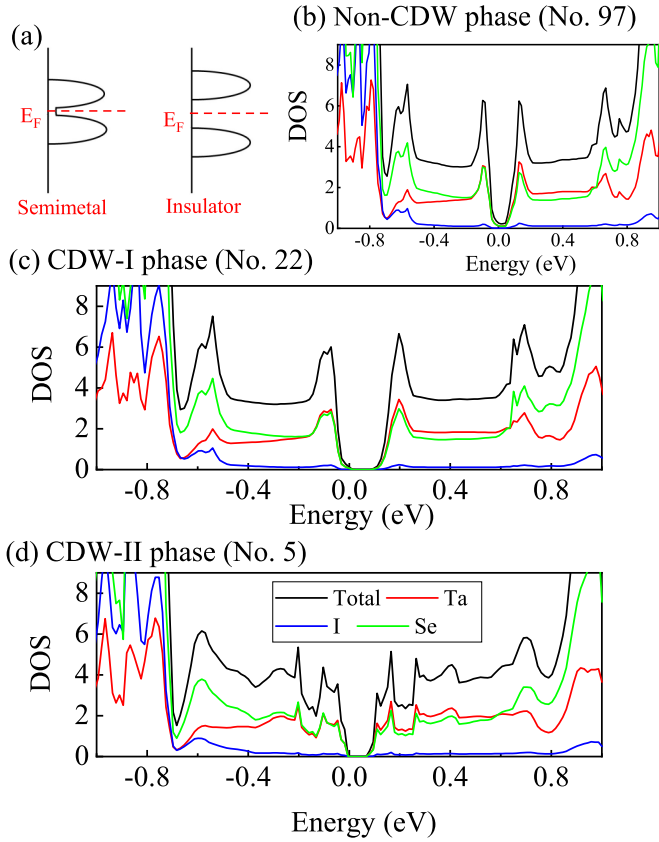 (a)
E_F
E_F
Semimetal
Insulator
(b) Non-CDW phase (No. 97)
DOS
8
6
4
2
0
-0.8 -0.4 0.0 0.4 0.8
Energy (eV)
(c) CDW-I phase (No. 22)
DOS
8
6
4
2
0
-0.8 -0.4 0.0 0.4 0.8
Energy (eV)
(d) CDW-II phase (No. 5)
DOS
8
6
4
2
0
Total Ta
I Se
-0.8 -0.4 0.0 0.4 0.8
Energy (eV)